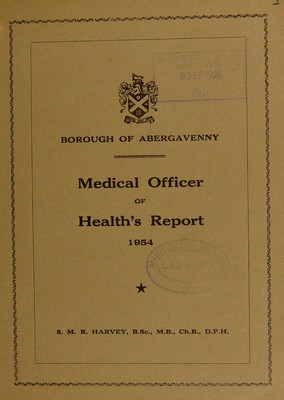 BOROUGH OF ABERGAVENNY
Medical Officer
OF
Health's Report
1954
S. M. R. HARVEY, B.Sc., M.B., Ch.B., D.P.H.